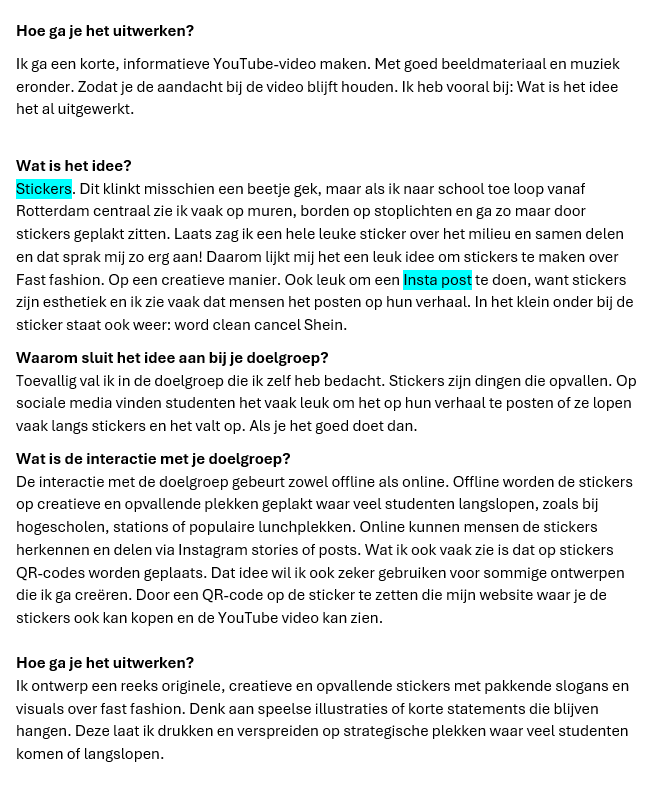 Hoe ga je het uitwerken?
Ik ga een korte, informatieve YouTube-video maken. Met goed beeldmateriaal en muziek
eronder. Zodat je de aandacht bij de video blijft houden. Ik heb vooral bij: Wat is het idee
het al uitgewerkt.
Wat is het idee?
Stickers. Dit klinkt misschien een beetje gek, maar als ik naar school toe loop vanaf
Rotterdam centraal zie ik vaak op muren, borden op stoplichten en ga zo maar door
stickers geplakt zitten. Laats zag ik een hele leuke sticker over het milieu en samen delen
en dat sprak mij zo erg aan! Daarom lijkt mij het een leuk idee om stickers te maken over
Fast fashion. Op een creatieve manier. Ook leuk om een Insta post te doen, want stickers
zijn esthetiek en ik zie vaak dat mensen het posten op hun verhaal. In het klein onder bij de
sticker staat ook weer: word clean cancel Shein.
Waarom sluit het idee aan bij je doelgroep?
Toevallig val ik in de doelgroep die ik zelf heb bedacht. Stickers zijn dingen die opvallen. Op
sociale media vinden studenten het vaak leuk om het op hun verhaal te posten of ze lopen
vaak langs stickers en het valt op. Als je het goed doet dan.
Wat is de interactie met je doelgroep?
De interactie met de doelgroep gebeurt zowel offline als online. Offline worden de stickers
op creatieve en opvallende plekken geplakt waar veel studenten langslopen, zoals bij
hogescholen, stations of populaire lunchplekken. Online kunnen mensen de stickers
herkennen en delen via Instagram stories of posts. Wat ik ook vaak zie is dat op stickers
QR-codes worden geplaats. Dat idee wil ik ook zeker gebruiken voor sommige ontwerpen
die ik ga creëren. Door een QR-code op de sticker te zetten die mijn website waar je de
stickers ook kan kopen en de YouTube video kan zien.
Hoe ga je het uitwerken?
Ik ontwerp een reeks originele, creatieve en opvallende stickers met pakkende slogans en
visuals over fast fashion. Denk aan speelse illustraties of korte statements die blijven
hangen. Deze laat ik drukken en verspreiden op strategische plekken waar veel studenten
komen of langslopen.